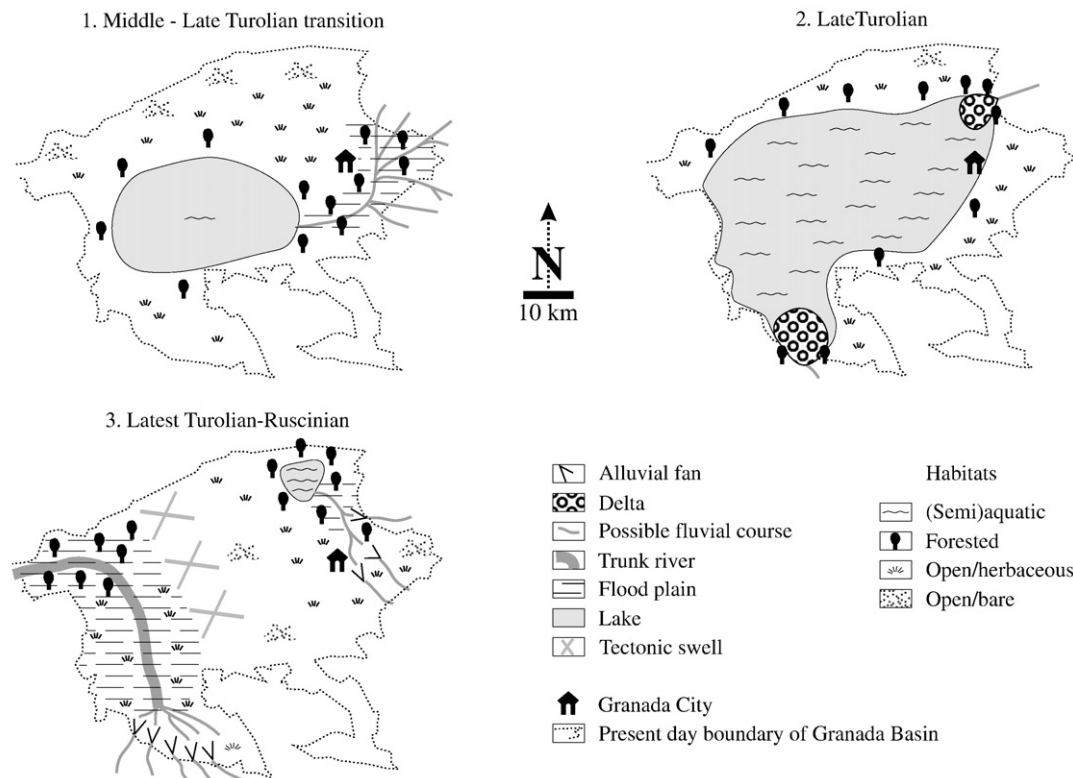 1. Middle - Late Turolian transition
2. LateTurolian
N
10 km
3. Latest Turolian-Ruscinian
Alluvial fan
Delta
Possible fluvial course
Trunk river
Flood plain
Lake
Tectonic swell
Granada City
Present day boundary of Granada Basin
Habitats
(Semi)aquatic
Forested
Open/herbaceous
Open/bare